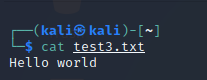 ┌──(kali㉿kali)-[~]
└─$ cat test3.txt
Hello world